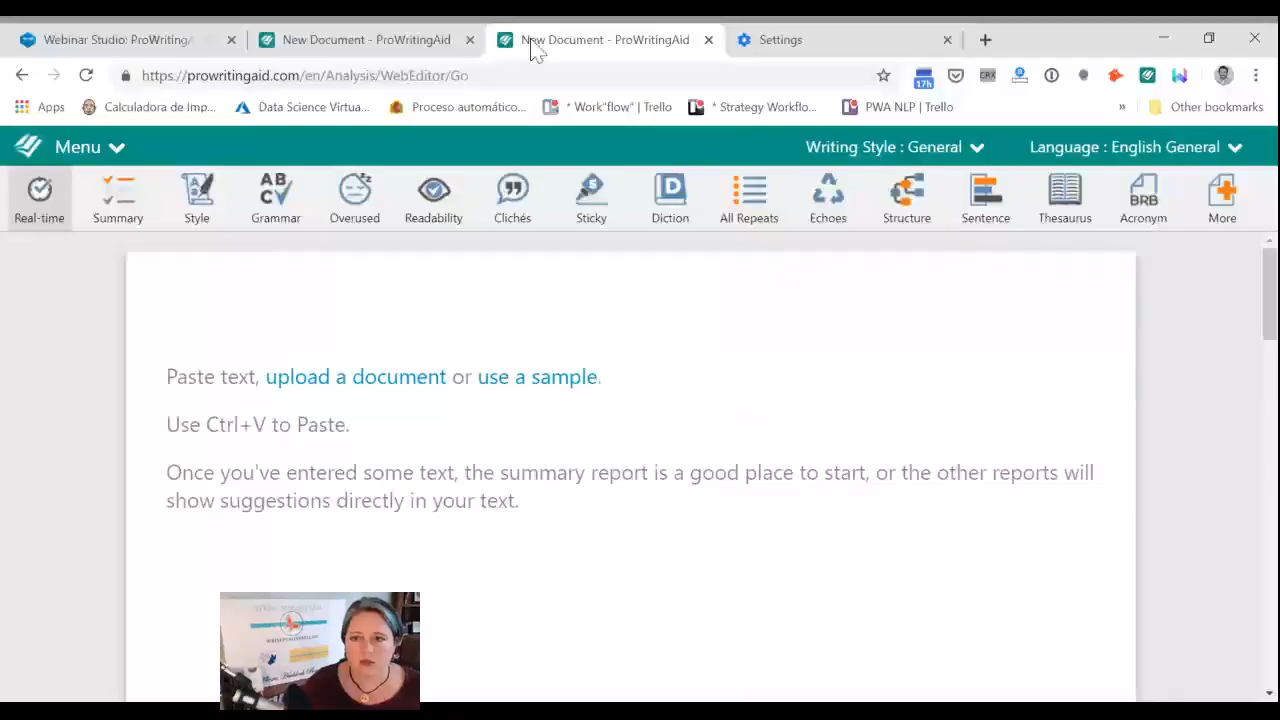 Webinar Studio: ProWriting/
New Document - ProWritingAid
New Document - ProWritingAid
Settings
https://prowritingaid.com/en/Analysis/WebEditor/Go
17h
CRX
Apps
Calculadora de Imp...
Data Science Virtua...
Proceso automático...
* Work"flow" | Trello
* Strategy Workflo...
PWA NLP | Trello
»
Other bookmarks
Menu
Writing Style : General
Language : English General
Real-time
Summary
Style
Grammar
Overused
Readability
Clichés
Sticky
Diction
All Repeats
Echoes
Structure
Sentence
Thesaurus
BRB
Acronym
More
Paste text, upload a document or use a sample.
Use Ctrl+V to Paste.
Once you've entered some text, the summary report is a good place to start, or the other reports will
show suggestions directly in your text.